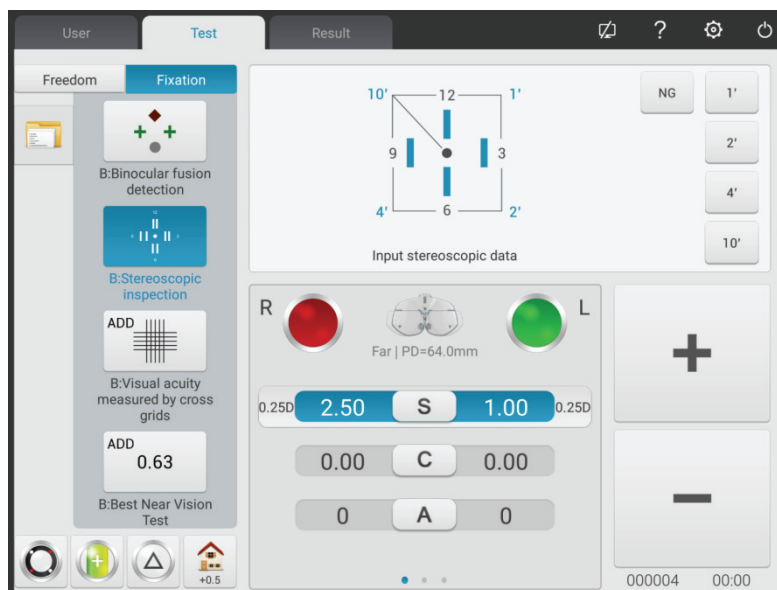 User
Test
Result
?
Freedom
Fixation
B:Binocular fusion
detection
12
B:Stereoscopic
inspection
ADD
B:Visual acuity
measured by cross
grids
ADD
0.63
B:Best Near Vision
Test
+0.5
10'
12
1'
9
3
4'
6
2'
Input stereoscopic data
NG
1'
2'
4'
10'
R
L
Far | PD=64.0mm
0.25D 2.50 S 1.00 0.25D
0.00 C 0.00
0 A 0
+
−
000004 00:00